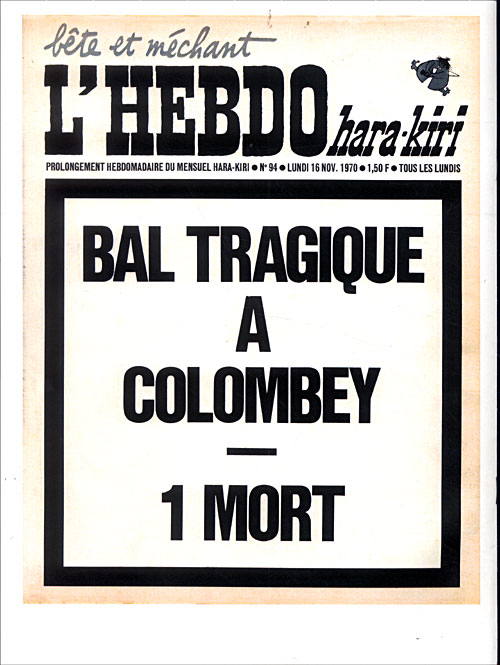 bête et méchant
L'HEBDO hara-kiri
PROLONGEMENT HEBDOMADAIRE DU MENSUEL HARA-KIRI ● N° 94 ● LUNDI 16 NOV. 1970 ● 1,50 F ● TOUS LES LUNDIS
BAL TRAGIQUE
A
COLOMBEY
—
1 MORT